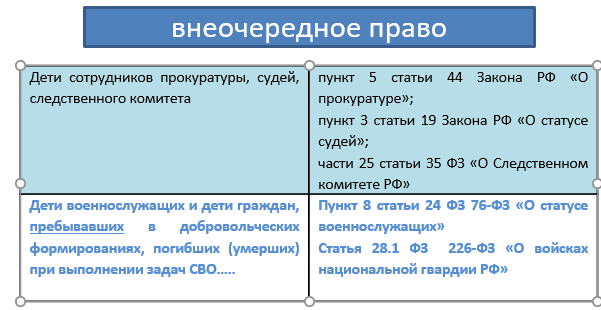 внеочередное право
Дети сотрудников прокуратуры, судей,
следственного комитета
пункт 5 статьи 44 Закона РФ «О
прокуратуре»;
пункт 3 статьи 19 Закона РФ «О статусе
судей»;
части 25 статьи 35 ФЗ «О Следственном
комитете РФ»
Дети военнослужащих и дети граждан,
пребывавших в добровольческих
формированиях, погибших (умерших)
при выполнении задач СВО…..
Пункт 8 статьи 24 ФЗ 76-ФЗ «О статусе
военнослужащих»
Статья 28.1 ФЗ 226-ФЗ «О войсках
национальной гвардии РФ»